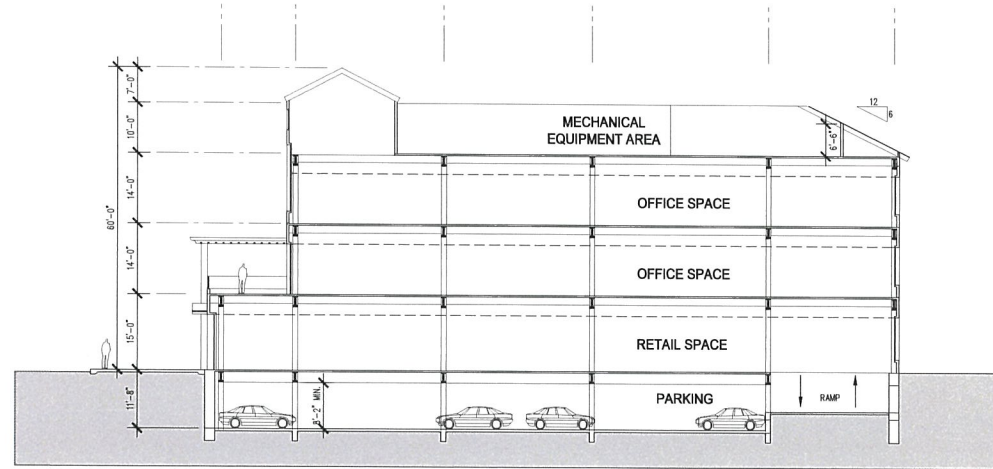 7'-0"
12
6
10'-0"
MECHANICAL
EQUIPMENT AREA
6'-6"
14'-0"
OFFICE SPACE
60'-0"
14'-0"
OFFICE SPACE
15'-0"
RETAIL SPACE
11'-8"
8'-2" MIN.
PARKING
RAMP